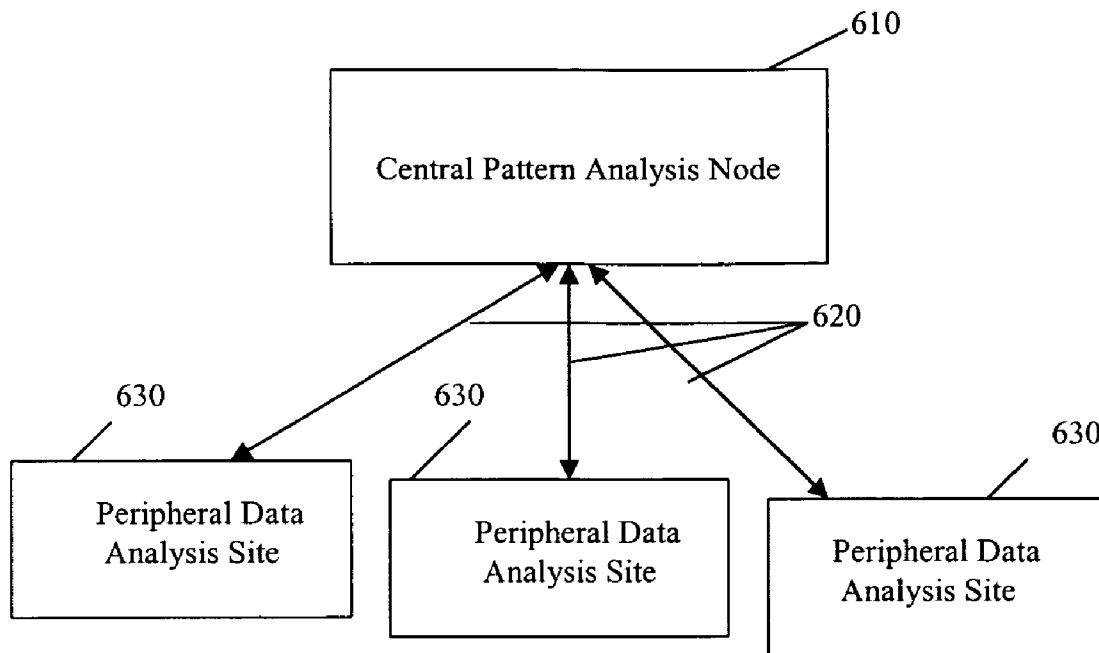 610
Central Pattern Analysis Node
620
630
630
630
Peripheral Data
Analysis Site
Peripheral Data
Analysis Site
Peripheral Data
Analysis Site